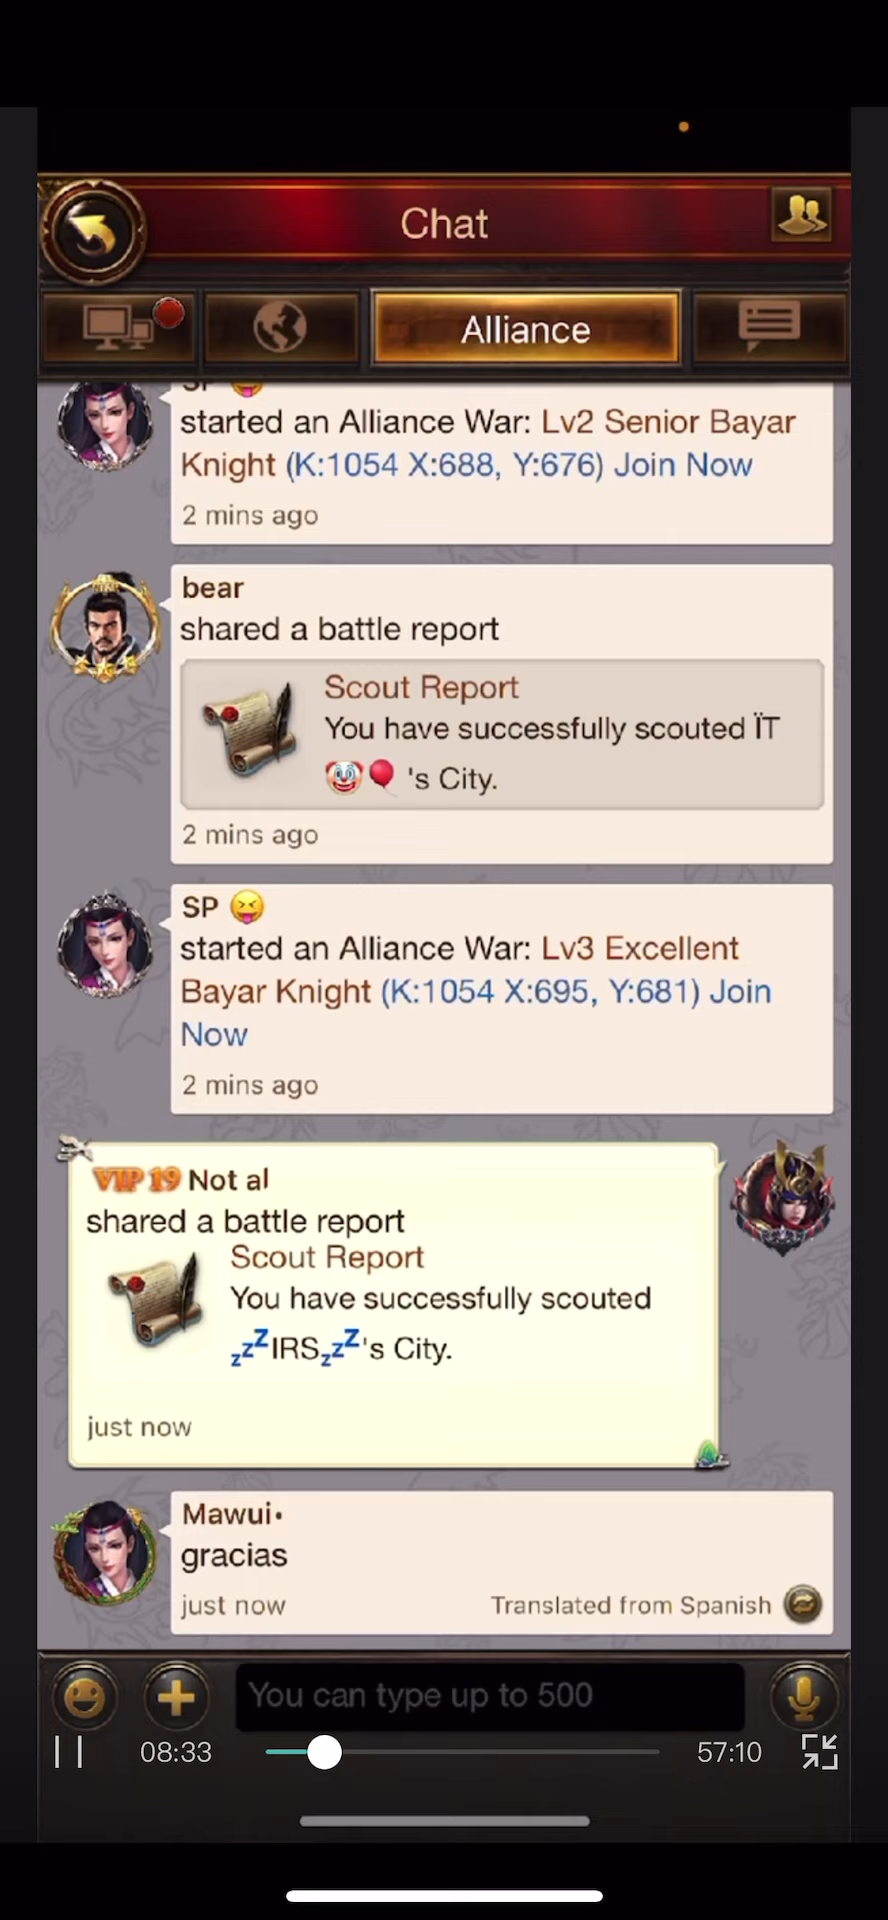 Chat
Alliance
SP 😝
started an Alliance War: Lv2 Senior Bayar
Knight (K:1054 X:688, Y:676) Join Now
2 mins ago
bear
shared a battle report
Scout Report
You have successfully scouted ÏT
🤡🎈 's City.
2 mins ago
SP 😝
started an Alliance War: Lv3 Excellent
Bayar Knight (K:1054 X:695, Y:681) Join
Now
2 mins ago
VIP 19 Not al
shared a battle report
Scout Report
You have successfully scouted
💤IRS💤's City.
just now
Mawui•
gracias
just now Translated from Spanish
You can type up to 500
08:33 57:10